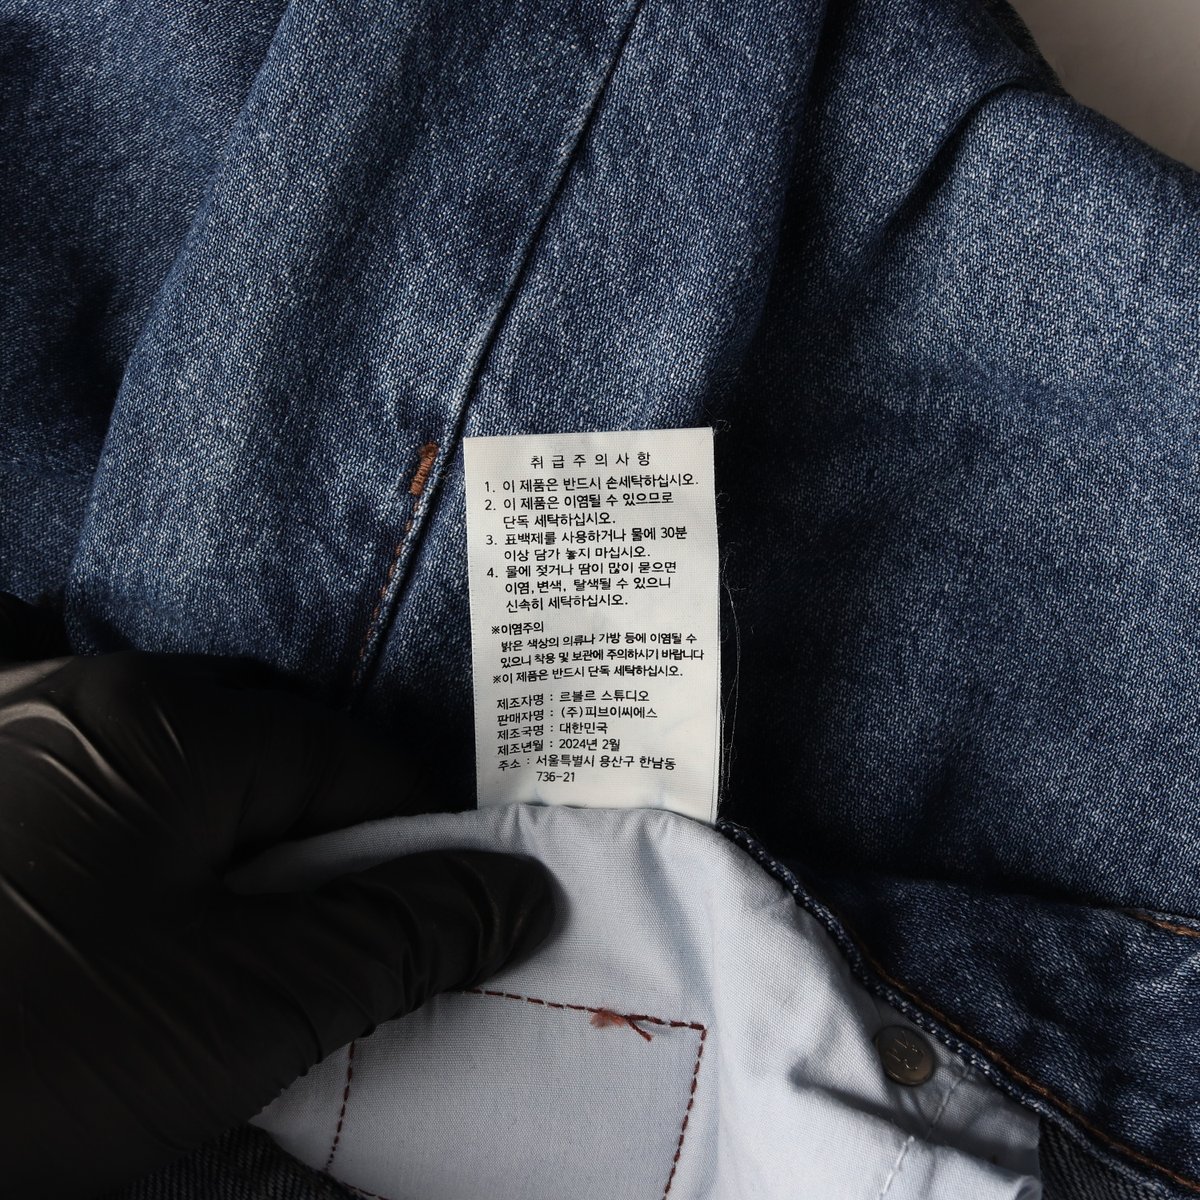 취급주의사항
1. 이 제품은 반드시 손세탁하십시오.
2. 이 제품은 이염될 수 있으므로
단독 세탁하십시오.
3. 표백제를 사용하거나 물에 30분
이상 담가 놓지 마십시오.
4. 물에 젖거나 땀이 많이 묻으면
이염,변색, 탈색될 수 있으니
신속히 세탁하십시오.
※이염주의
밝은 색상의 의류나 가방 등에 이염될 수
있으니 착용 및 보관에 주의하시기 바랍니다
※이 제품은 반드시 단독 세탁하십시오.
제조자명 : 르볼르 스튜디오
판매자명 : (주)피브이씨에스
제조국명 : 대한민국
제조년월 : 2024년 2월
주소 : 서울특별시 용산구 한남동
736-21